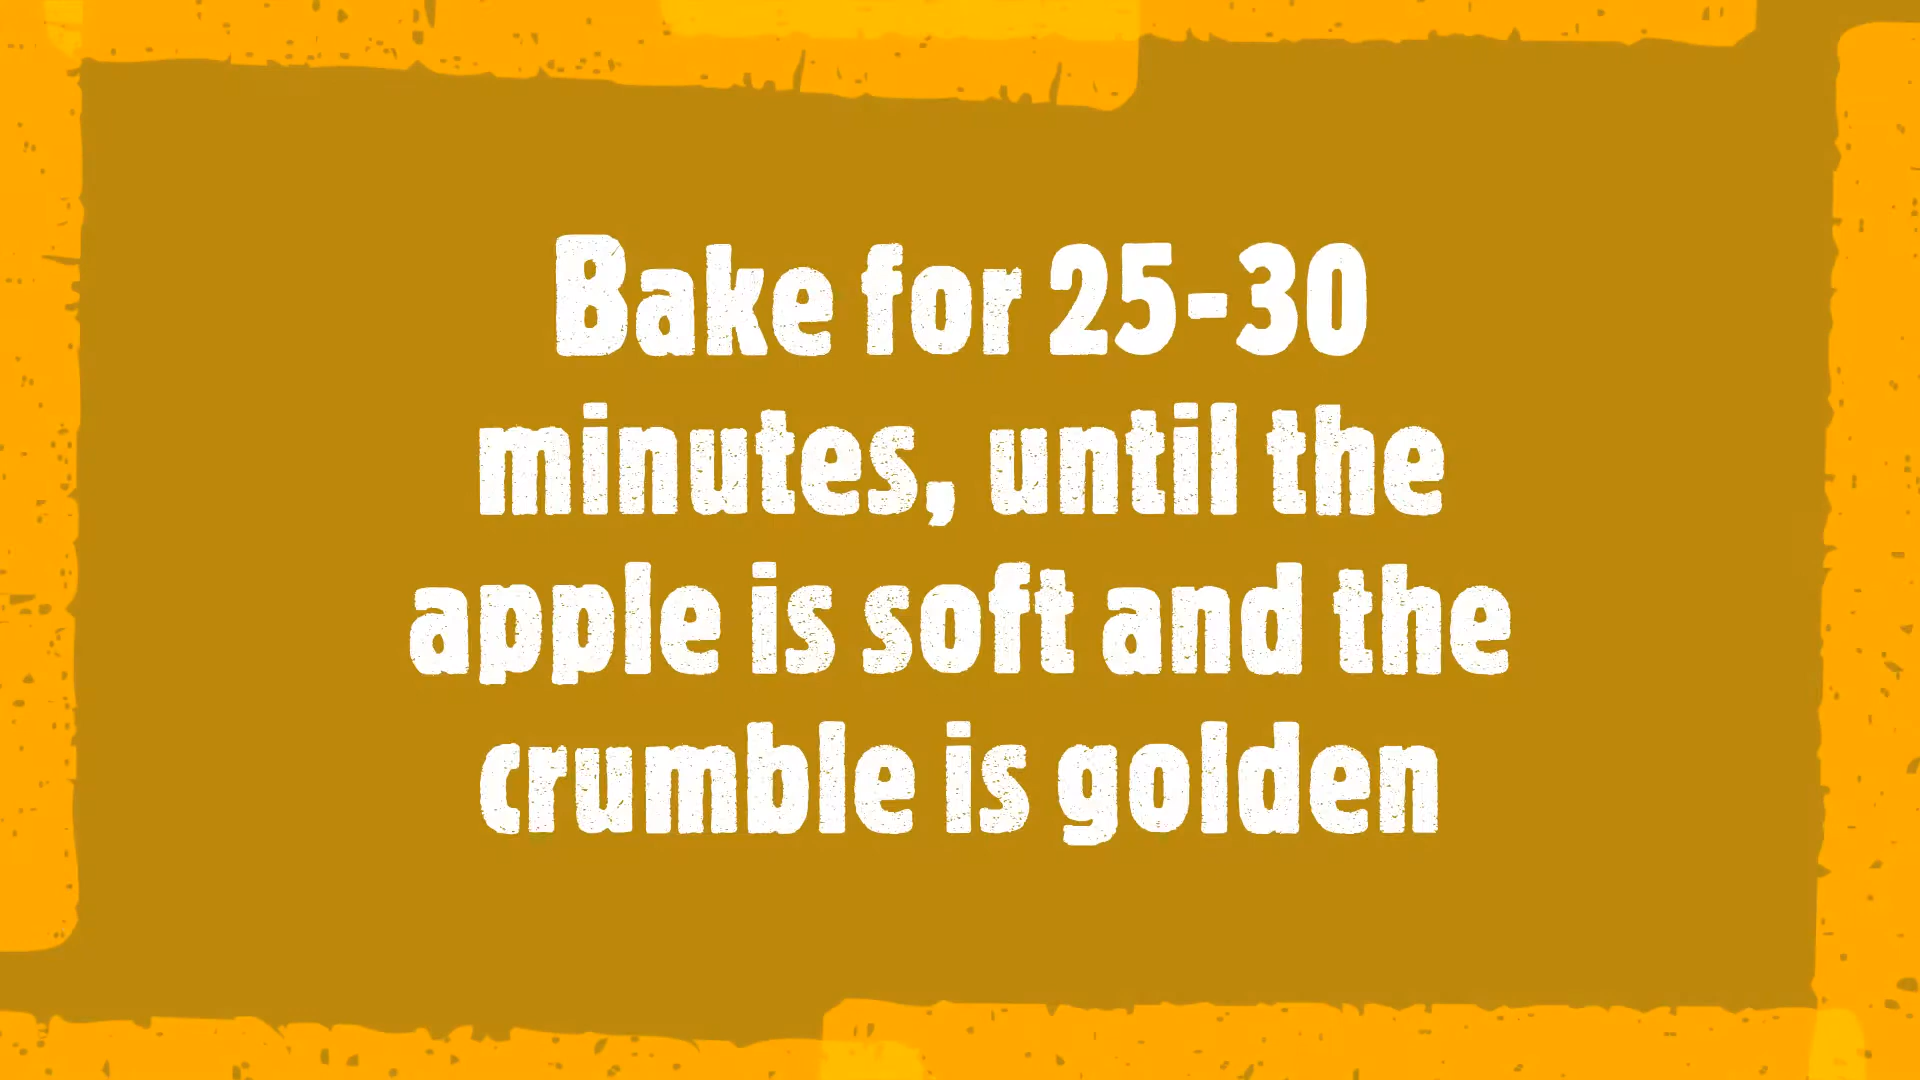 Bake for 25-30
minutes, until the
apple is soft and the
crumble is golden